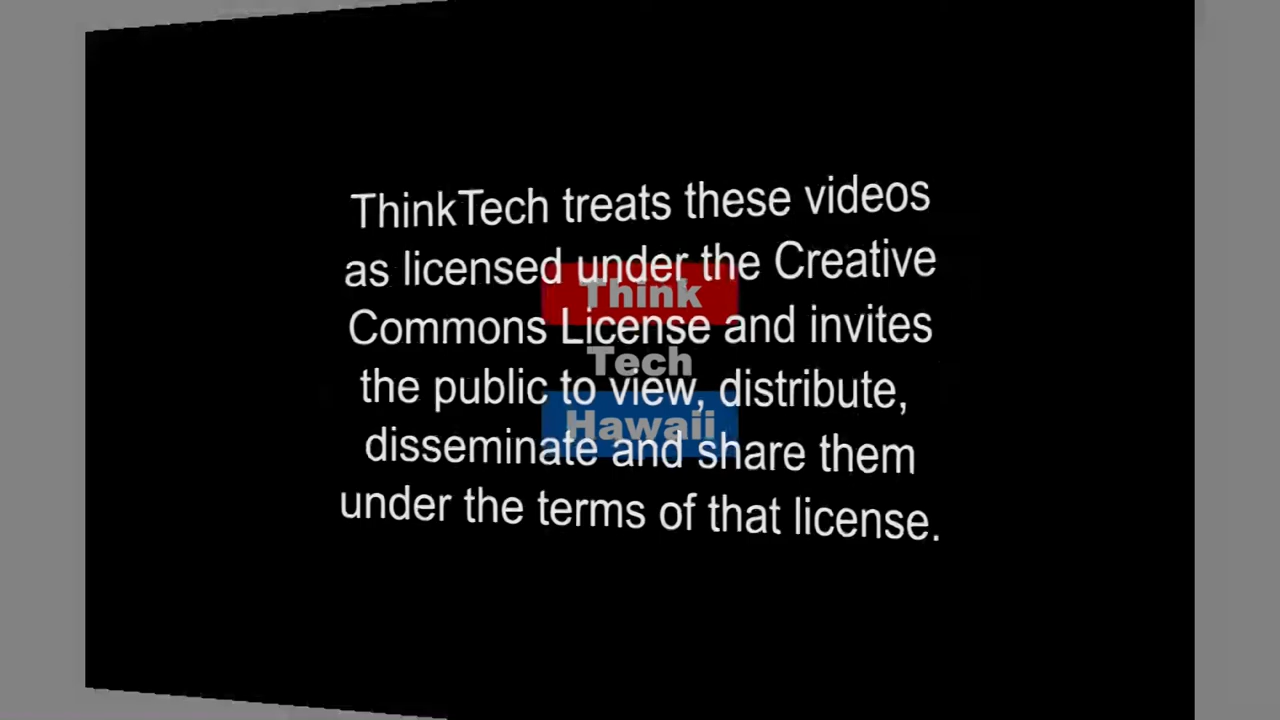 ThinkTech treats these videos
as licensed under the Creative
Think
Commons License and invites
Tech
the public to view, distribute,
Hawaii
disseminate and share them
under the terms of that license.